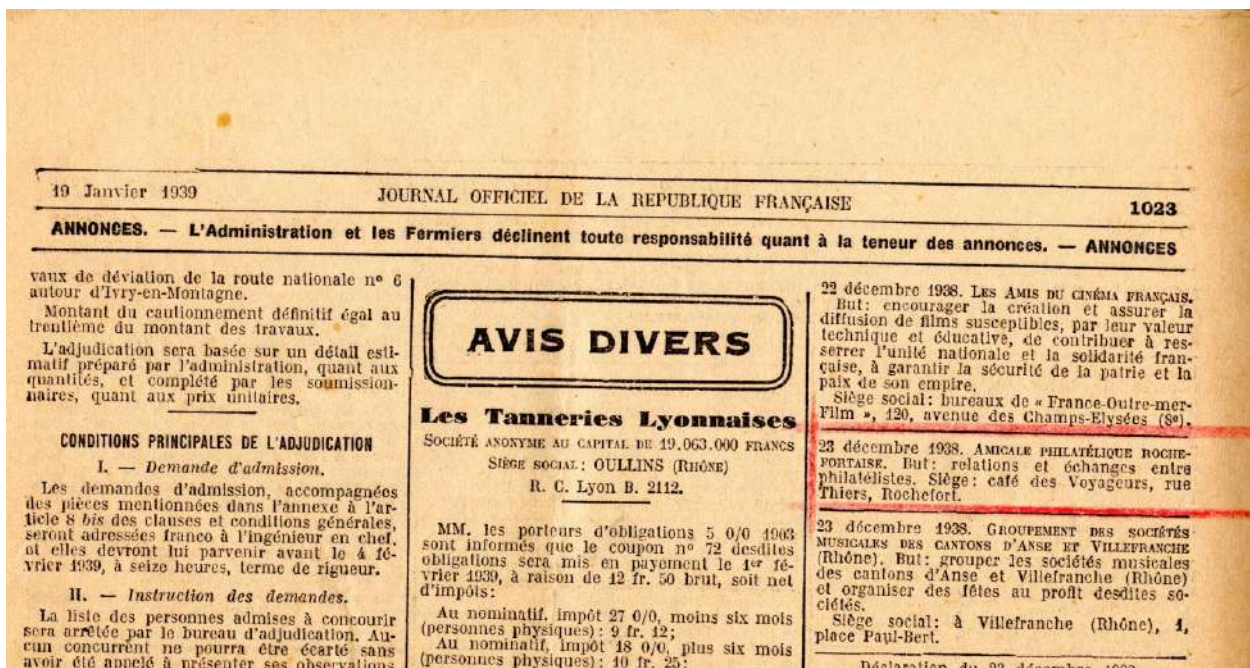 19 Janvier 1939
JOURNAL OFFICIEL DE LA REPUBLIQUE FRANÇAISE
1023
ANNONCES. — L'Administration et les Fermiers déclinent toute responsabilité quant à la teneur des annonces. — ANNONCES
vaux de déviation de la route nationale nº 6
autour d'Ivry-en-Montagne.
Montant du cautionnement définitif égal au
trentième du montant des travaux.
L'adjudication sera basée sur un détail esti-
matif préparé par l'administration, quant aux
quantités, et complété par les soumission-
naires, quant aux prix unitaires.
CONDITIONS PRINCIPALES DE L'ADJUDICATION
I. — Demande d'admission.
Les demandes d'admission, accompagnées
des pièces mentionnées dans l'annexe à l'ar-
ticle 8 bis des clauses et conditions générales,
seront adressées franco à l'ingénieur en chef,
et elles devront lui parvenir avant le 4 fé-
vrier 1939, à seize heures, terme de rigueur.
II. — Instruction des demandes.
La liste des personnes admises à concourir
sera arrêtée par le bureau d'adjudication. Au-
cun concurrent ne pourra être écarté sans
avoir été appelé à présenter ses observations
AVIS DIVERS
Les Tanneries Lyonnaises
SOCIÉTÉ ANONYME AU CAPITAL DE 19.063.000 FRANCS
SIÈGE SOCIAL: OULLINS (RHÔNE)
R. C. Lyon B. 2112.
MM. les porteurs d'obligations 5 0/0 1903
sont informés que le coupon nº 72 desdites
obligations sera mis en payement le 1er fé-
vrier 1939, à raison de 12 fr. 50 brut, soit net
d'impôts:
Au nominatif, impôt 27 0/0, moins six mois
(personnes physiques): 9 fr. 12;
Au nominatif, impôt 18 0/0, plus six mois
(personnes physiques): 10 fr. 25;
22 décembre 1938. LES AMIS DU CINÉMA FRANÇAIS.
But: encourager la création et assurer la
diffusion de films susceptibles, par leur valeur
technique et éducative, de contribuer à res-
serrer l'unité nationale et la solidarité fran-
çaise, à garantir la sécurité de la patrie et la
paix de son empire.
Siège social: bureaux de « France-Outre-mer-
Film », 120, avenue des Champs-Elysées (8e).
23 décembre 1938. AMICALE PHILATÉLIQUE ROCHE-
FORTAISE. But: relations et échanges entre
philatélistes. Siège: café des Voyageurs, rue
Thiers, Rochefort.
23 décembre 1938. GROUPEMENT DES SOCIÉTÉS
MUSICALES DES CANTONS D'ANSE ET VILLEFRANCHE
(Rhône). But: grouper les sociétés musicales
des cantons d'Anse et Villefranche (Rhône)
et organiser des fêtes au profit desdites so-
ciétés.
Siège social: à Villefranche (Rhône), 1,
place Paul-Bert.
Déclaration du 23 décembre